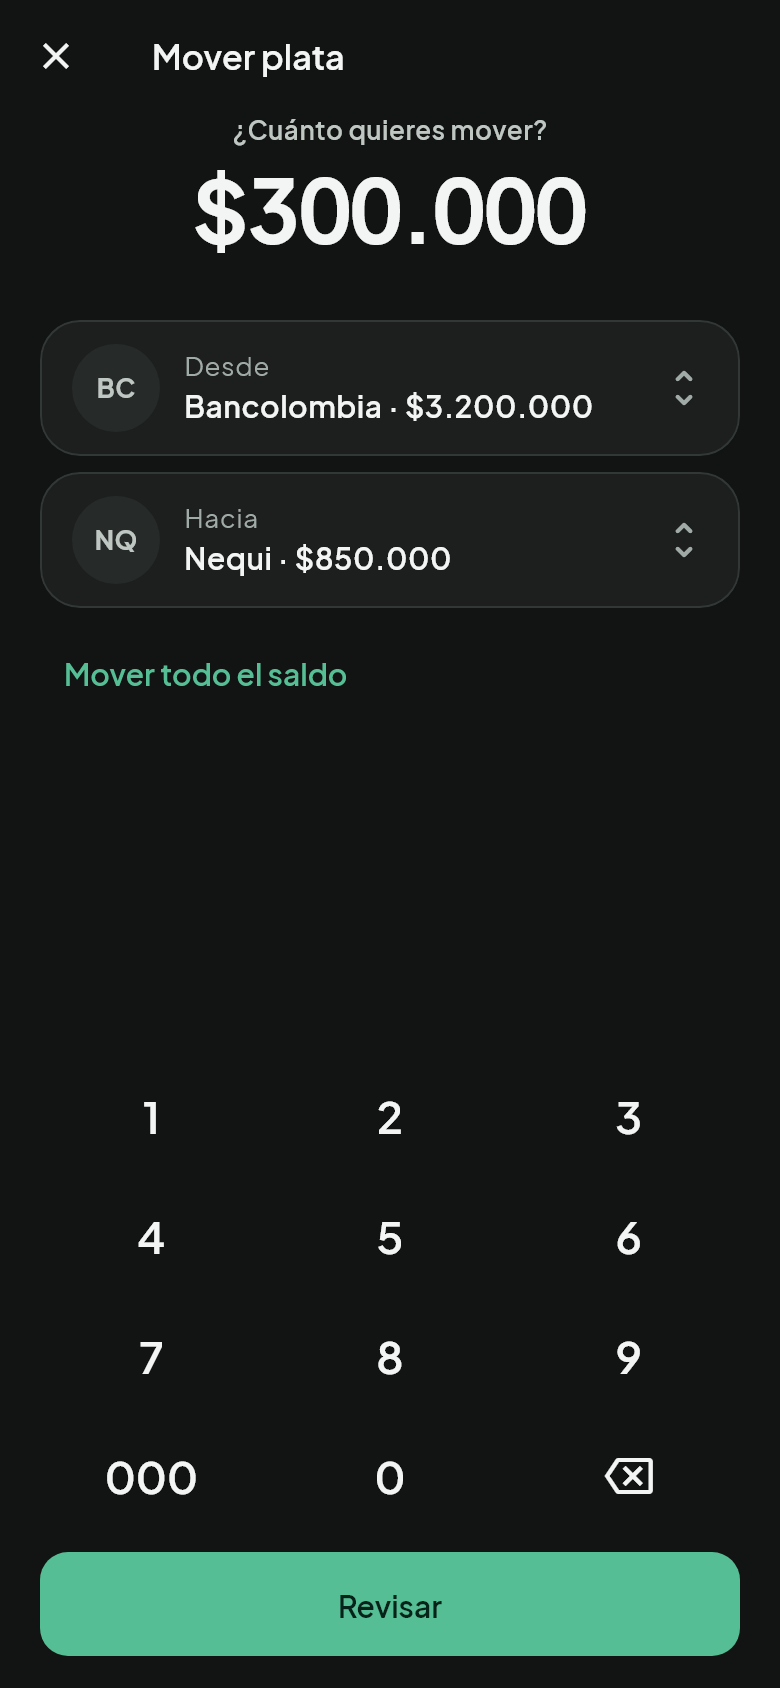 Mover plata
¿Cuánto quieres mover?
$300.000
BC
Desde
Bancolombia · $3.200.000
NQ
Hacia
Nequi · $850.000
Mover todo el saldo
1 2 3
4 5 6
7 8 9
000 0
Revisar